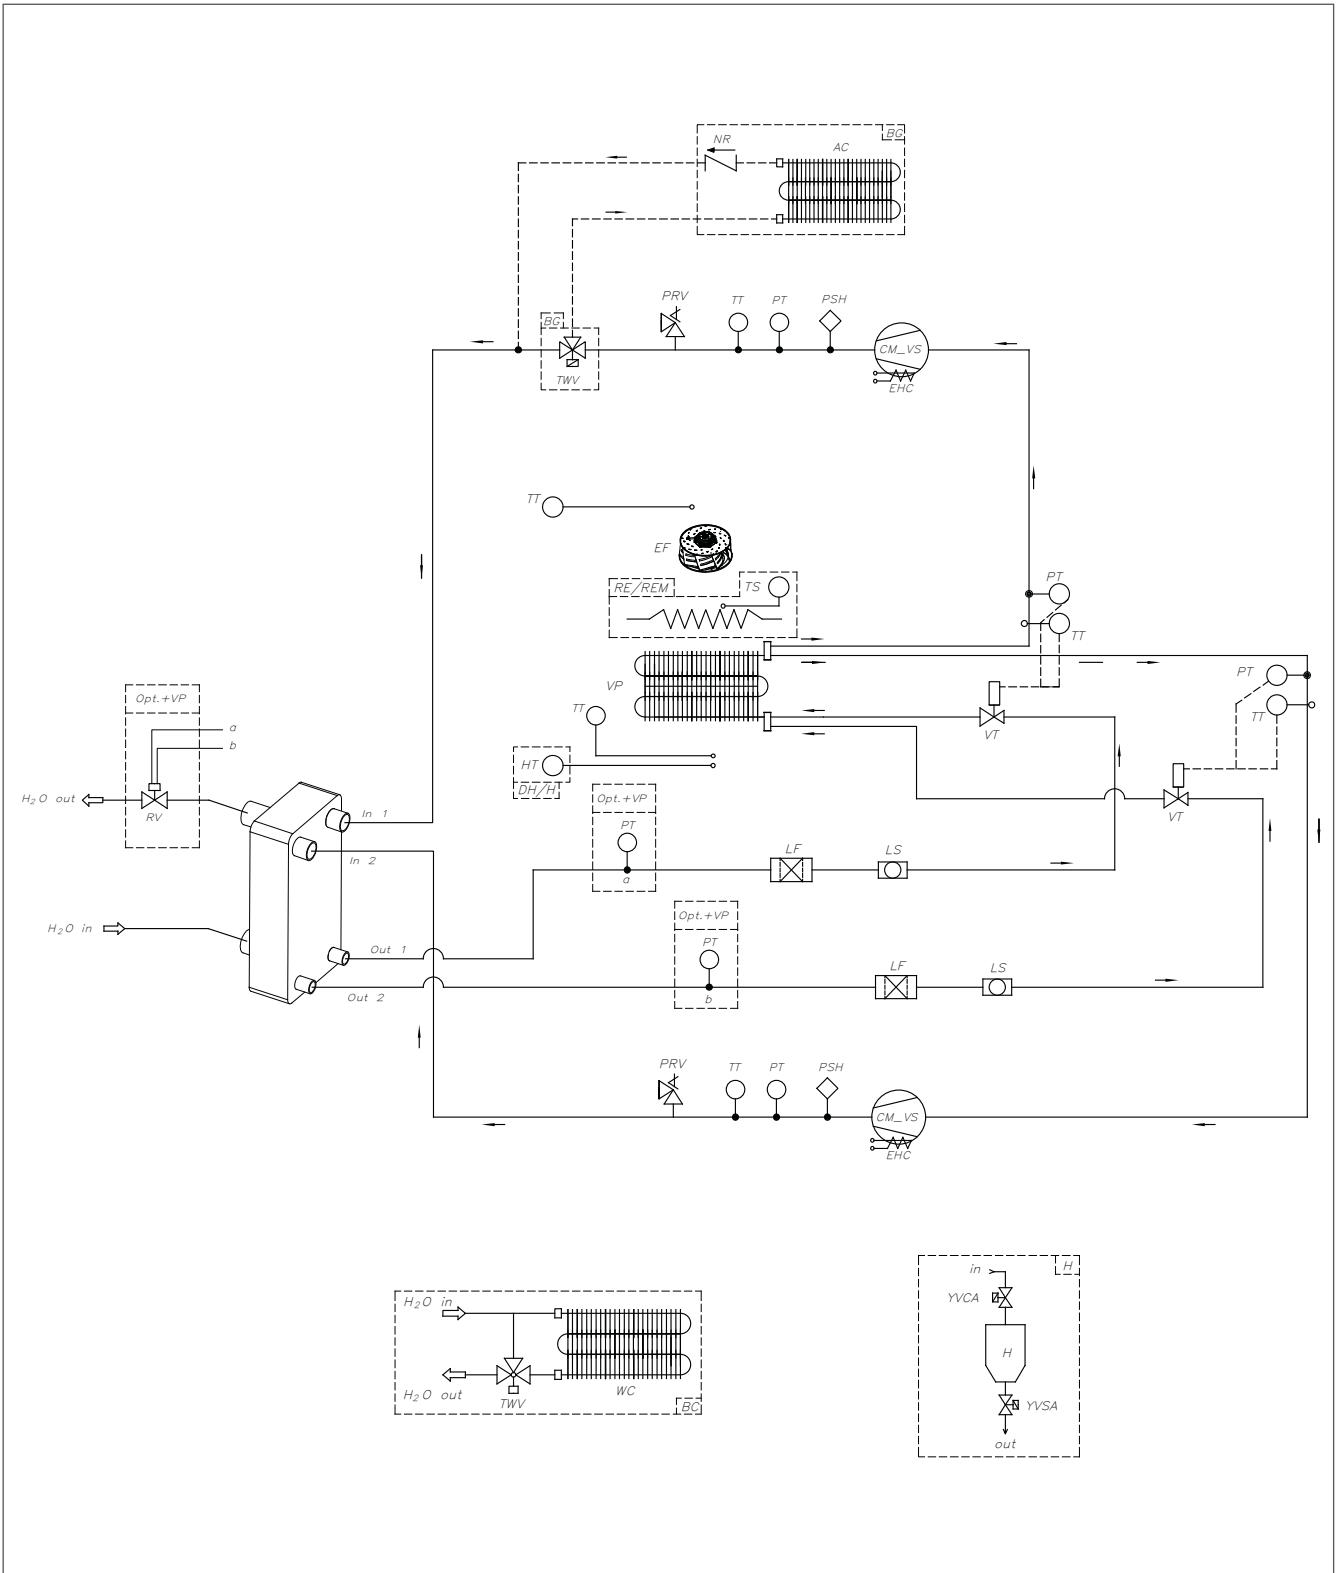 NR
AC
BG
PRV
TT
PT
PSH
BG
CM_VS
TWV
EHC
TT
EF
RE/REM
TS
PT
TT
VP
PT
Opt.+VP
TT
TT
a
VT
b
HT
DH/H
Opt.+VP
H₂O out
RV
In 1
PT
VT
In 2
LF
LS
a
Opt.+VP
H₂O in
Out 1
PT
LF
LS
Out 2
b
PRV
TT
PT
PSH
CM_VS
EHC
in
H
H₂O in
YVCA
H
H₂O out
WC
TWV
BC
YVSA
out